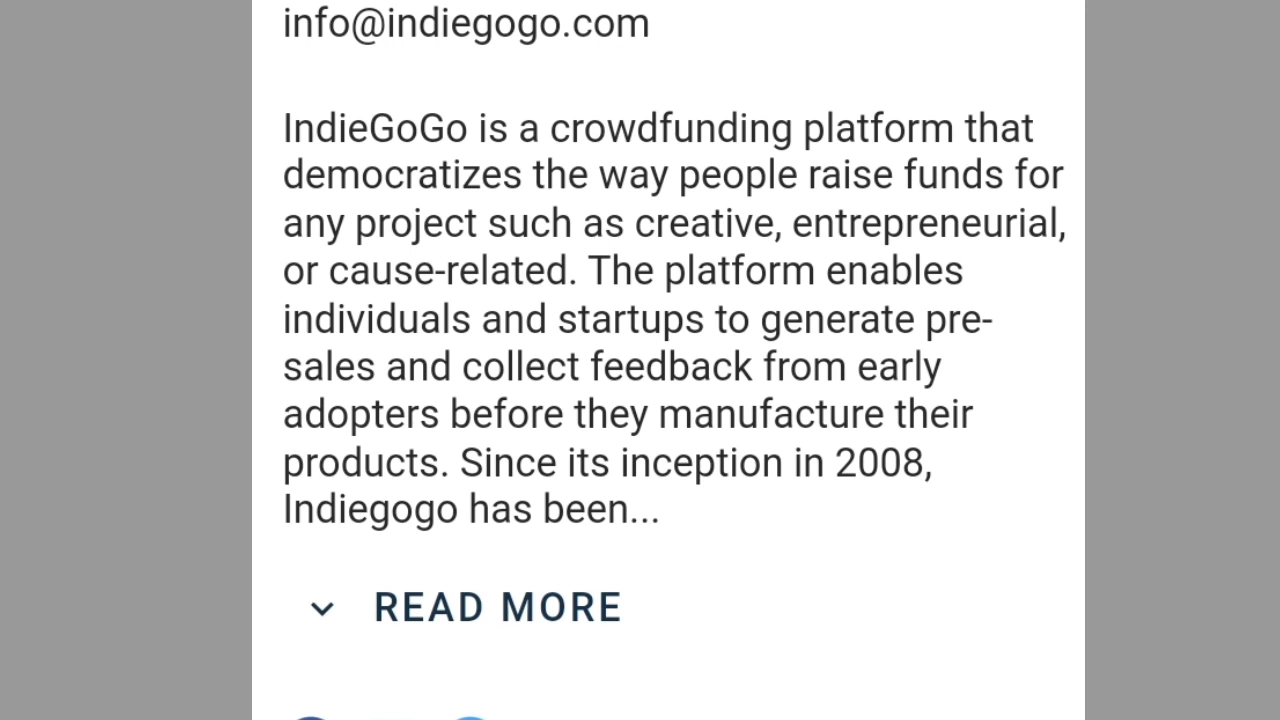 info@indiegogo.com
IndieGoGo is a crowdfunding platform that
democratizes the way people raise funds for
any project such as creative, entrepreneurial,
or cause-related. The platform enables
individuals and startups to generate pre-
sales and collect feedback from early
adopters before they manufacture their
products. Since its inception in 2008,
Indiegogo has been...
READ MORE